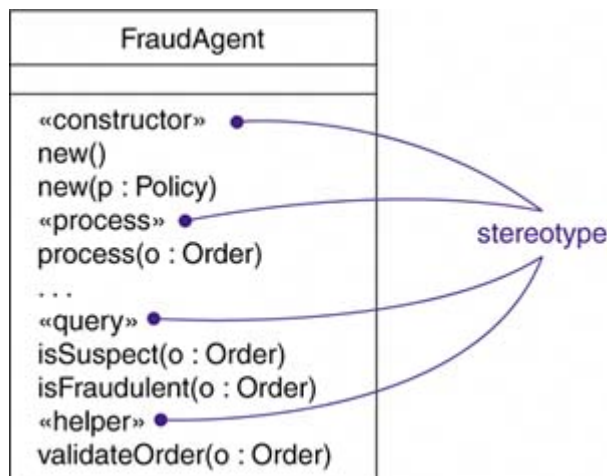 FraudAgent
«constructor»
new()
new(p : Policy)
«process»
process(o : Order)
. . .
«query»
isSuspect(o : Order)
isFraudulent(o : Order)
«helper»
validateOrder(o : Order)
stereotype